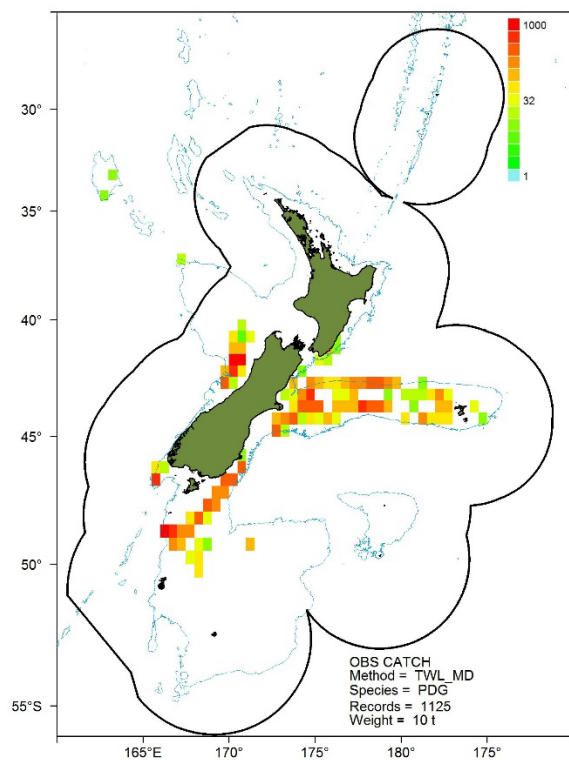 1000
32
1
30°
35°
40°
45°
50°
55°S
165°E
170°
175°
180°
175°
OBS CATCH
Method = TWL_MD
Species = PDG
Records = 1125
Weight = 10 t